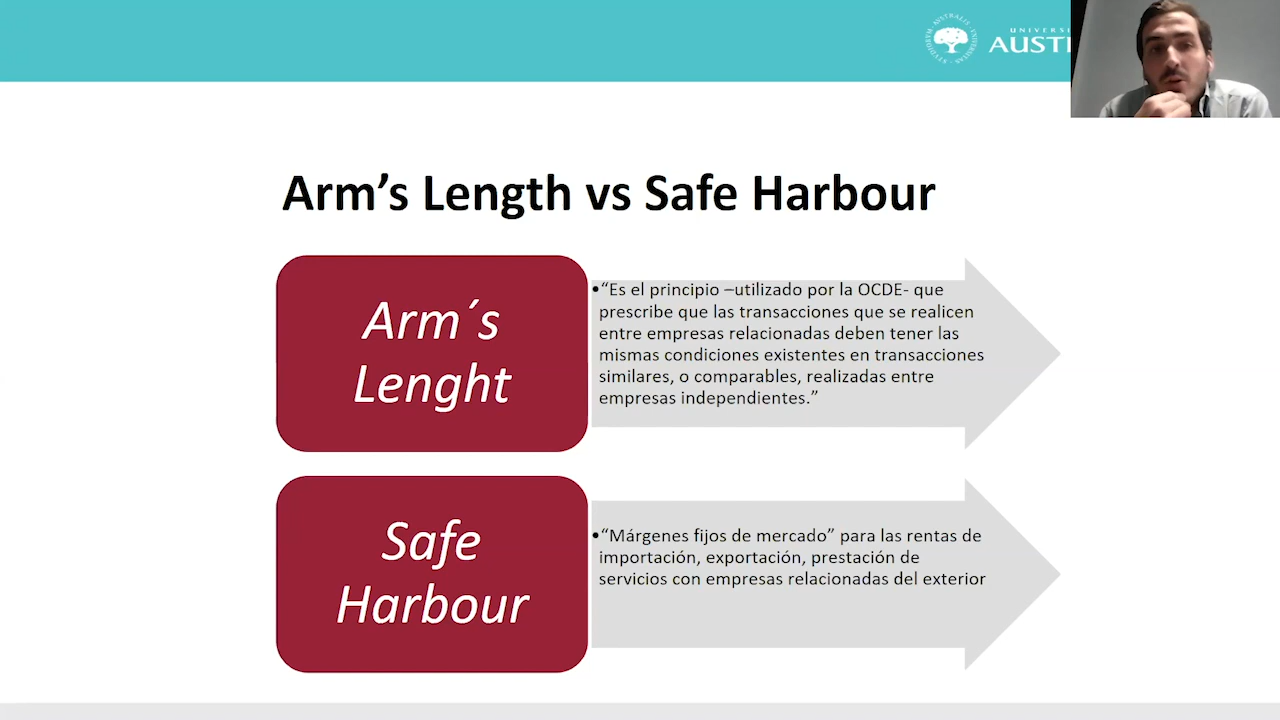 Arm’s Length vs Safe Harbour
Arm´s
Lenght
•“Es el principio –utilizado por la OCDE- que
prescribe que las transacciones que se realicen
entre empresas relacionadas deben tener las
mismas condiciones existentes en transacciones
similares, o comparables, realizadas entre
empresas independientes.”
Safe
Harbour
•“Márgenes fijos de mercado” para las rentas de
importación, exportación, prestación de
servicios con empresas relacionadas del exterior